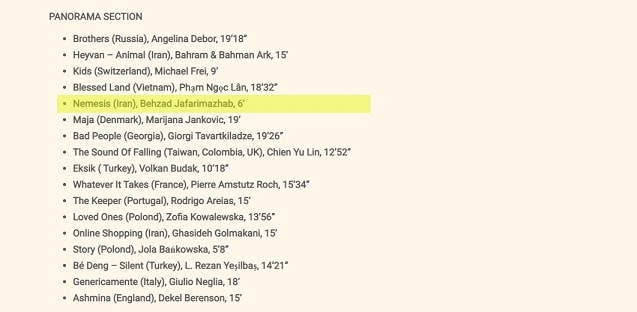 PANORAMA SECTION
Brothers (Russia), Angelina Debor, 19’18”
Heyvan – Animal (Iran), Bahram & Bahman Ark, 15’
Kids (Switzerland), Michael Frei, 9’
Blessed Land (Vietnam), Phạm Ngọc Lân, 18’32”
Nemesis (Iran), Behzad Jafarimazhab, 6’
Maja (Denmark), Marijana Jankovic, 19’
Bad People (Georgia), Giorgi Tavartkiladze, 19’26”
The Sound Of Falling (Taiwan, Colombia, UK), Chien Yu Lin, 12’52”
Eksik ( Turkey), Volkan Budak, 10’18”
Whatever It Takes (France), Pierre Amstutz Roch, 15’34”
The Keeper (Portugal), Rodrigo Areias, 15’
Loved Ones (Polond), Zofia Kowalewska, 13’56”
Online Shopping (Iran), Ghasideh Golmakani, 15’
Story (Polond), Jola Bańkowska, 5’8”
Bé Deng – Silent (Turkey), L. Rezan Yeşilbaş, 14’21”
Genericamente (Italy), Giulio Neglia, 18’
Ashmina (England), Dekel Berenson, 15’